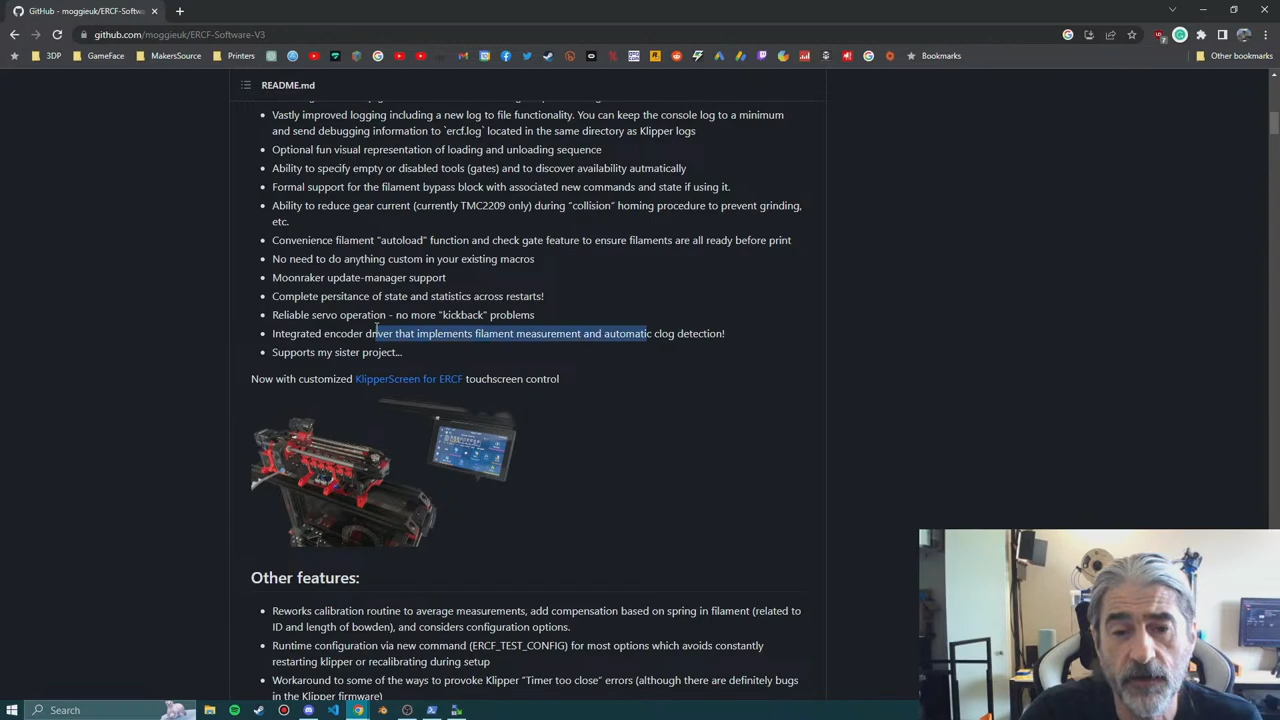 GitHub - moggieuk/ERCF-Softwar
github.com/moggieuk/ERCF-Software-V3
3DP
GameFace
MakersSource
Printers
Bookmarks
Other bookmarks
README.md
Vastly improved logging including a new log to file functionality. You can keep the console log to a minimum
and send debugging information to `ercf.log` located in the same directory as Klipper logs
Optional fun visual representation of loading and unloading sequence
Ability to specify empty or disabled tools (gates) and to discover availability autmatically
Formal support for the filament bypass block with associated new commands and state if using it.
Ability to reduce gear current (currently TMC2209 only) during "collision" homing procedure to prevent grinding,
etc.
Convenience filament "autoload" function and check gate feature to ensure filaments are all ready before print
No need to do anything custom in your existing macros
Moonraker update-manager support
Complete persitance of state and statistics across restarts!
Reliable servo operation - no more "kickback" problems
Integrated encoder driver that implements filament measurement and automatic clog detection!
Supports my sister project...
Now with customized KlipperScreen for ERCF touchscreen control
Other features:
Reworks calibration routine to average measurements, add compensation based on spring in filament (related to
ID and length of bowden), and considers configuration options.
Runtime configuration via new command (ERCF_TEST_CONFIG) for most options which avoids constantly
restarting klipper or recalibrating during setup
Workaround to some of the ways to provoke Klipper "Timer too close" errors (although there are definitely bugs
in the Klipper firmware)
Search